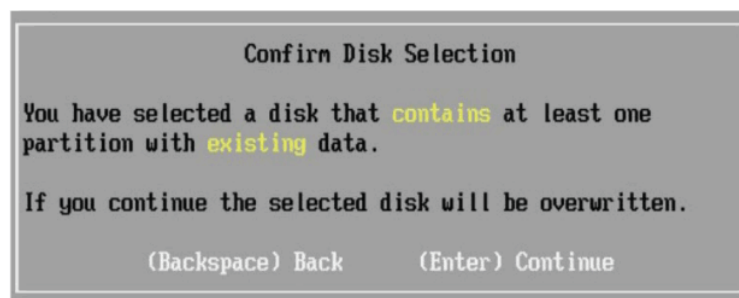 Confirm Disk Selection
You have selected a disk that contains at least one
partition with existing data.
If you continue the selected disk will be overwritten.
(Backspace) Back (Enter) Continue